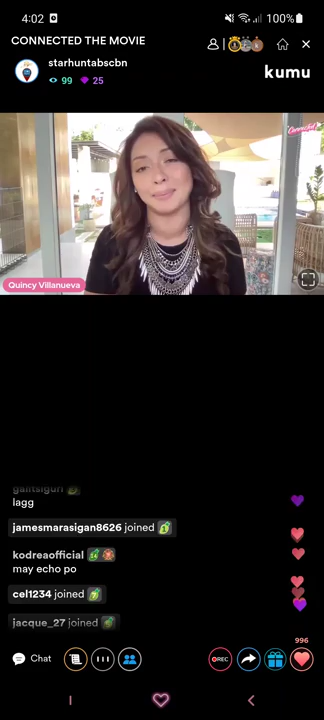 4:02
100%
CONNECTED THE MOVIE
starhuntabscbn
99 25
kumu
Connected
Quincy Villanueva
lagg
jamesmarasigan8626 joined
kodreaofficial
may echo po
cel1234 joined
jacque_27 joined
996
Chat
REC